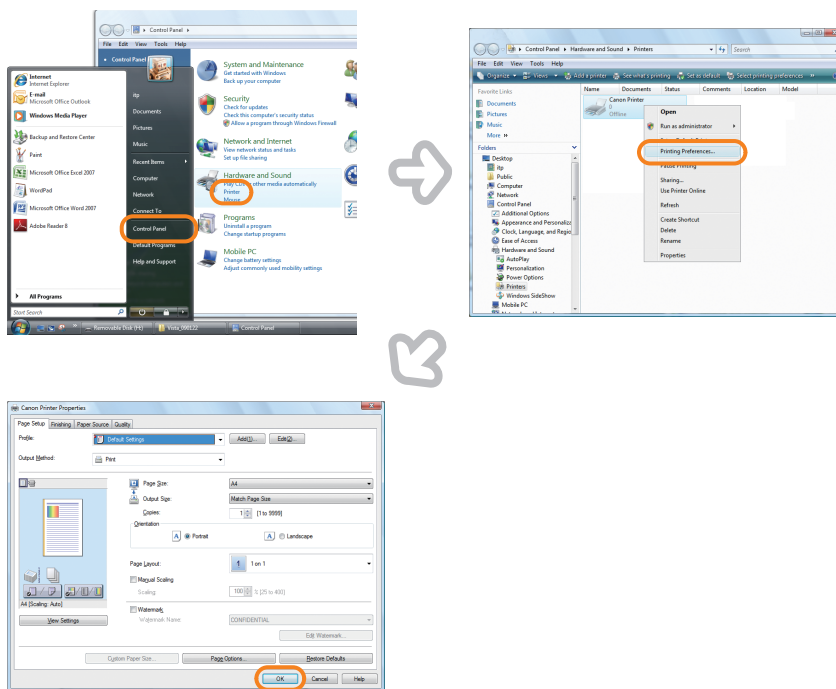 Control Panel
File Edit View Tools Help
Control Panel
System and Maintenance
Get started with Windows
Back up your computer
Security
Check for updates
Check this computer's security status
Allow a program through Windows Firewall
Network and Internet
View network status and tasks
Set up file sharing
Hardware and Sound
Play CDs or other media automatically
Printer
Mouse
Programs
Uninstall a program
Change startup programs
Mobile PC
Change battery settings
Adjust commonly used mobility settings
Internet
Internet Explorer
E-mail
Microsoft Office Outlook
Windows Media Player
Backup and Restore Center
Paint
Microsoft Office Excel 2007
WordPad
Microsoft Office Word 2007
Adobe Reader 8
All Programs
Start Search
itp
Documents
Pictures
Music
Recent Items
Computer
Network
Connect To
Control Panel
Default Programs
Help and Support
Removable Disk (H:)
Vista_090122
Control Panel
Control Panel Hardware and Sound Printers
Search
File Edit View Tools Help
Organize Views Add a printer See what's printing Set as default Select printing preferences
Favorite Links
Documents
Pictures
Music
More
Folders
Desktop
itp
Public
Computer
Network
Control Panel
Additional Options
Appearance and Personaliz
Clock, Language, and Regio
Ease of Access
Hardware and Sound
AutoPlay
Personalization
Power Options
Printers
Windows SideShow
Mobile PC
Name Documents Status Comments Location Model
Canon Printer
0
Offline
Open
Run as administrator
Printing Preferences...
Pause Printing
Sharing...
Use Printer Online
Refresh
Create Shortcut
Delete
Rename
Properties
Canon Printer Properties
Page Setup Finishing Paper Source Quality
Profile: Default Settings Add(1)... Edit(2)...
Output Method: Print
Page Size: A4
Output Size: Match Page Size
Copies: 1 [1 to 9999]
Orientation
A Portrait A Landscape
Page Layout: 1 1 on 1
Manual Scaling
Scaling: 100 % [25 to 400]
A4 [Scaling: Auto]
Watermark
Watermark Name: CONFIDENTIAL
View Settings
Edit Watermark...
Custom Paper Size... Page Options... Restore Defaults
OK Cancel Help